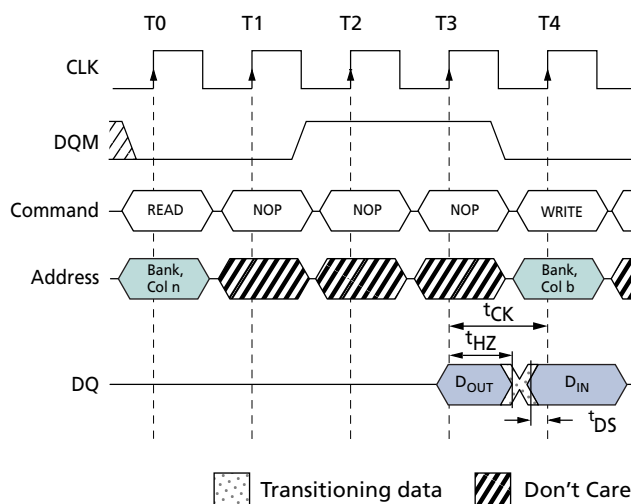 T0 T1 T2 T3 T4
CLK
DQM
Command READ NOP NOP NOP WRITE
Address Bank, Col n Bank, Col b
tCK
tHZ
DQ DOUT DIN
tDS
Transitioning data Don't Care